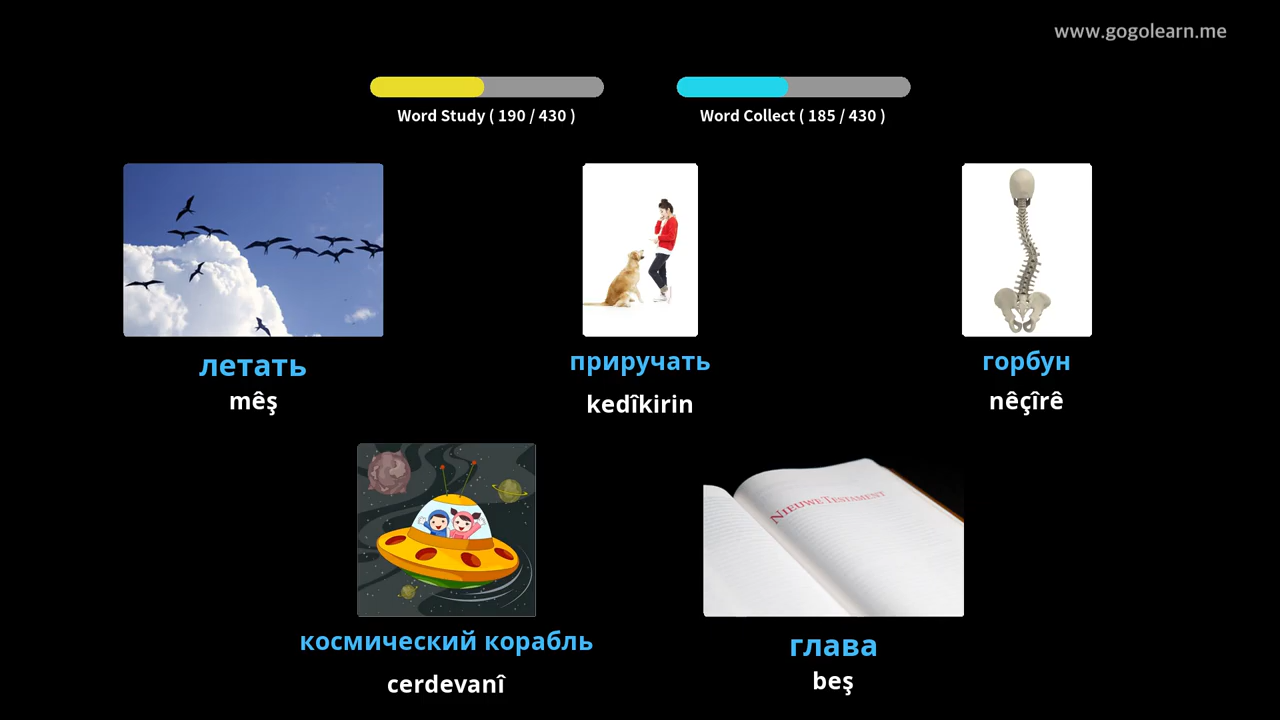 www.gogolearn.me
Word Study ( 190 / 430 )
Word Collect ( 185 / 430 )
летать
mêş
приручать
kedîkirin
горбун
nêçîrê
NIEUWE TESTAMENT
космический корабль
cerdevanî
глава
beş